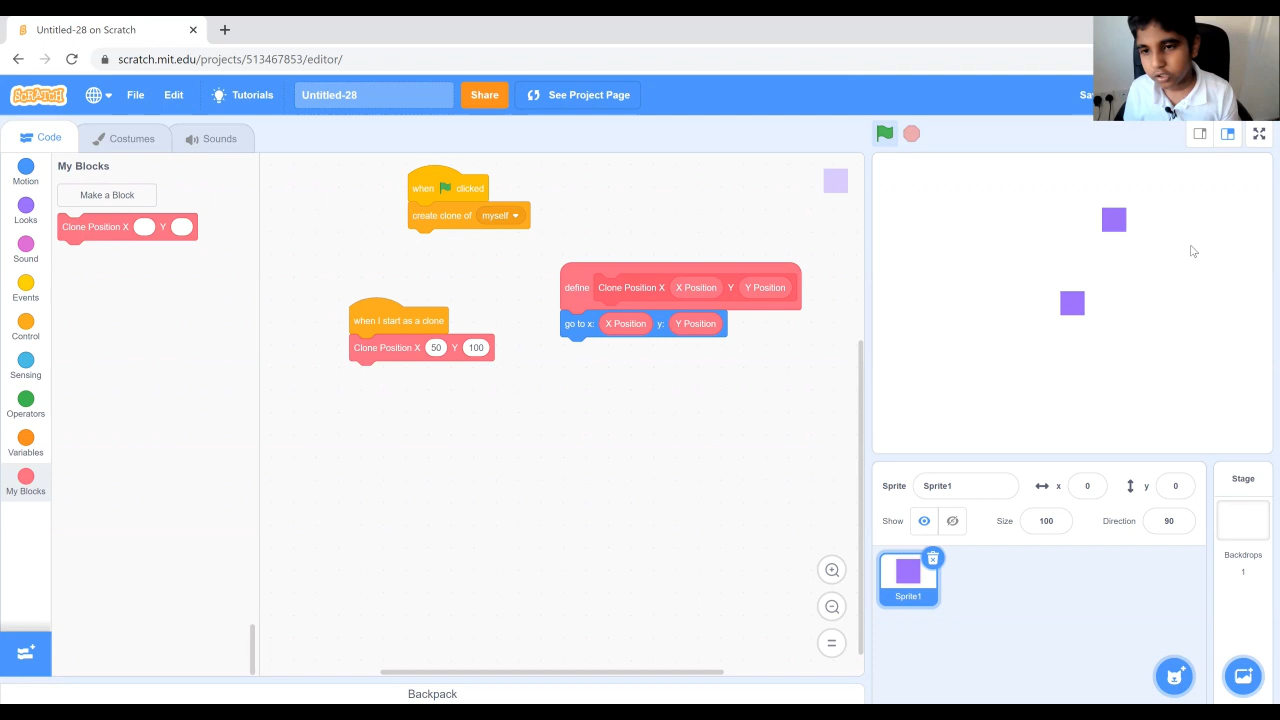 Untitled-28 on Scratch
scratch.mit.edu/projects/513467853/editor/
SCRATCH
File
Edit
Tutorials
Untitled-28
Share
See Project Page
Code
Costumes
Sounds
Motion
Looks
Sound
Events
Control
Sensing
Operators
Variables
My Blocks
My Blocks
Make a Block
Clone Position X Y
when clicked
create clone of myself
define Clone Position X X Position Y Y Position
go to x: X Position y: Y Position
when I start as a clone
Clone Position X 50 Y 100
Backpack
Sprite Sprite1 x 0 y 0
Show Size 100 Direction 90
Sprite1
Stage
Backdrops
1